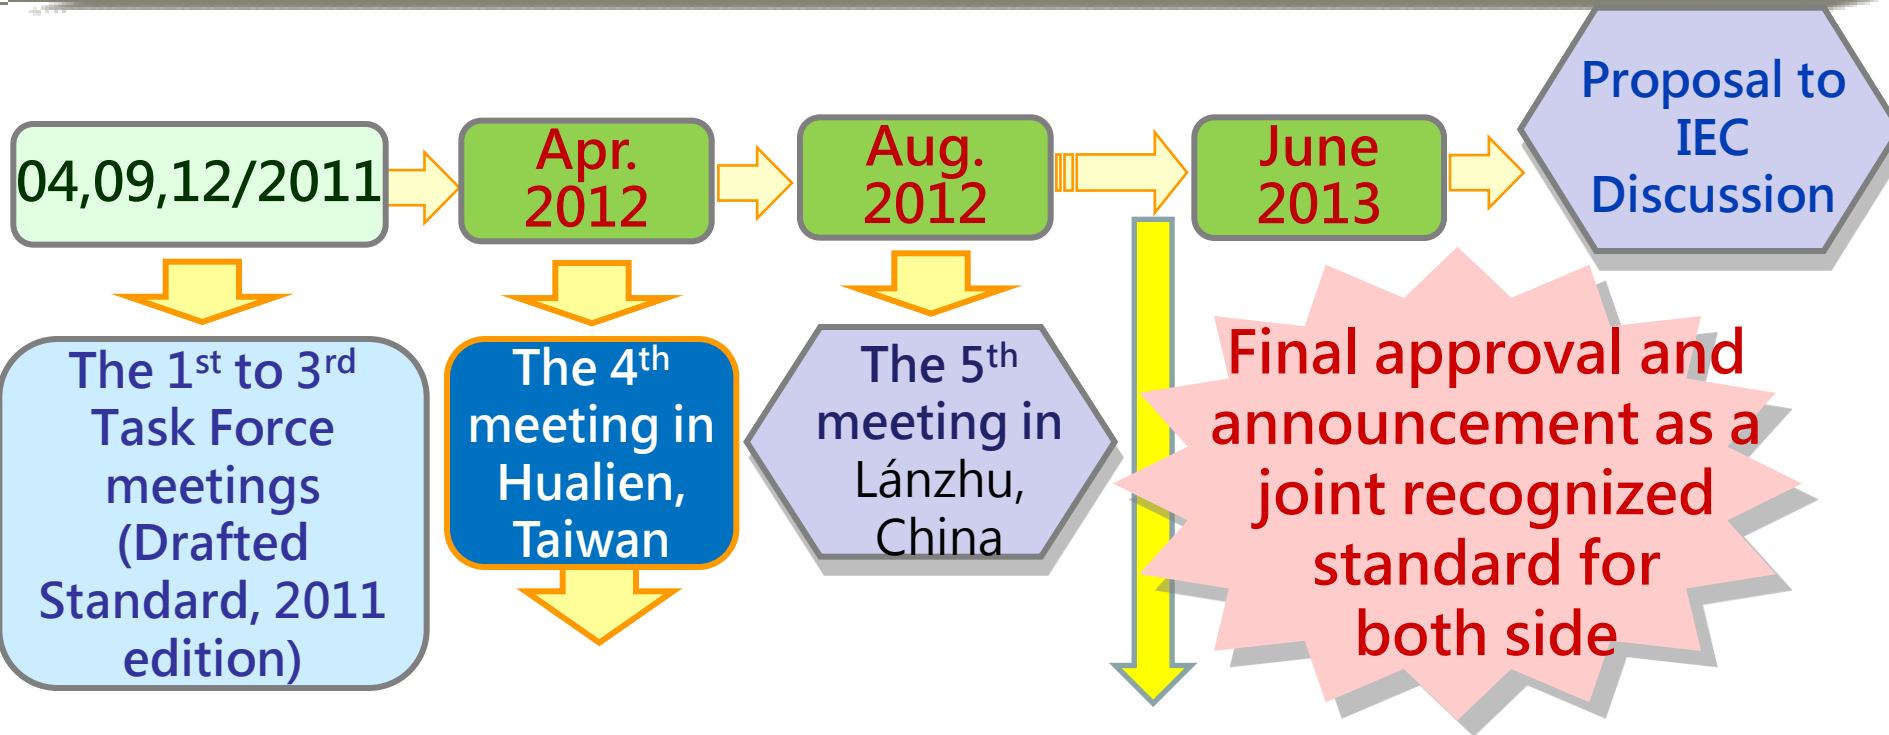 04,09,12/2011
Apr.
2012
Aug.
2012
June
2013
Proposal to
IEC
Discussion
The 1st to 3rd
Task Force
meetings
(Drafted
Standard, 2011
edition)
The 4th
meeting in
Hualien,
Taiwan
The 5th
meeting in
Lánzhu,
China
Final approval and
announcement as a
joint recognized
standard for
both side